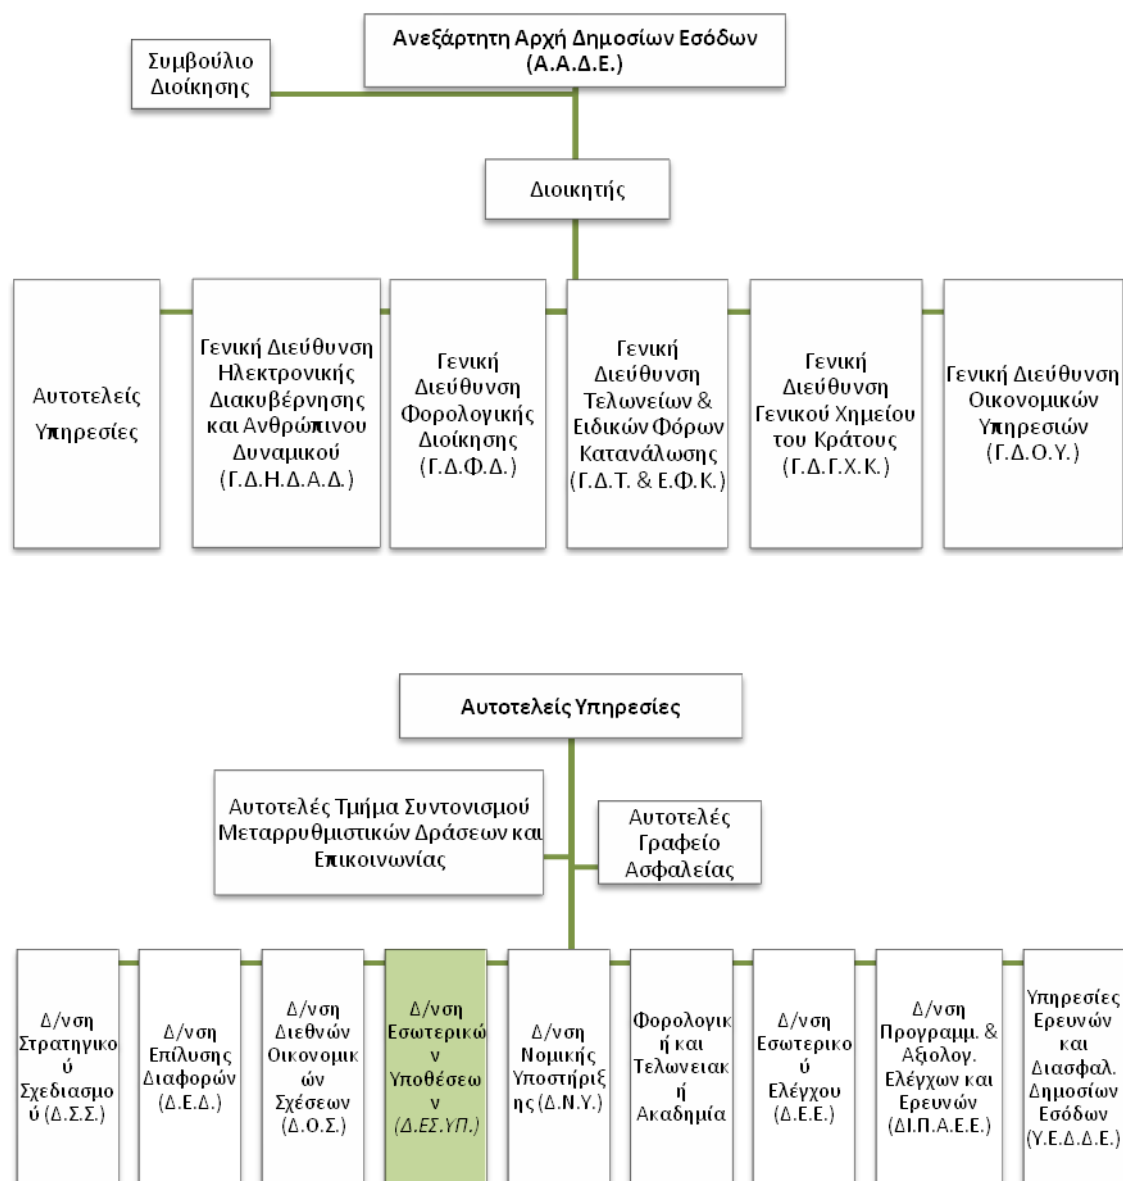 Ανεξάρτητη Αρχή Δημοσίων Εσόδων
(Α.Α.Δ.Ε.)
Συμβούλιο
Διοίκησης
Διοικητής
Αυτοτελείς
Υπηρεσίες
Γενική Διεύθυνση
Ηλεκτρονικής
Διακυβέρνησης
και Ανθρώπινου
Δυναμικού
(Γ.Δ.Η.Δ.Α.Δ.)
Γενική
Διεύθυνση
Φορολογικής
Διοίκησης
(Γ.Δ.Φ.Δ.)
Γενική
Διεύθυνση
Τελωνείων &
Ειδικών Φόρων
Κατανάλωσης
(Γ.Δ.Τ. & Ε.Φ.Κ.)
Γενική
Διεύθυνση
Γενικού Χημείου
του Κράτους
(Γ.Δ.Γ.Χ.Κ.)
Γενική Διεύθυνση
Οικονομικών
Υπηρεσιών
(Γ.Δ.Ο.Υ.)
Αυτοτελείς Υπηρεσίες
Αυτοτελές Τμήμα Συντονισμού
Μεταρρυθμιστικών Δράσεων και
Επικοινωνίας
Αυτοτελές
Γραφείο
Ασφαλείας
Δ/νση
Στρατηγικο
ύ
Σχεδιασμο
ύ (Δ.Σ.Σ.)
Δ/νση
Επίλυσης
Διαφορών
(Δ.Ε.Δ.)
Δ/νση
Διεθνών
Οικονομικ
ών
Σχέσεων
(Δ.Ο.Σ.)
Δ/νση
Εσωτερικώ
ν
Υποθέσεω
ν
(Δ.ΕΣ.ΥΠ.)
Δ/νση
Νομικής
Υποστήριξ
ης (Δ.Ν.Υ.)
Φορολογικ
ή και
Τελωνειακ
ή
Ακαδημία
Δ/νση
Εσωτερικο
ύ
Ελέγχου
(Δ.Ε.Ε.)
Δ/νση
Προγραμμ. &
Αξιολογ.
Ελέγχων και
Ερευνών
(ΔΙ.Π.Α.Ε.Ε.)
Υπηρεσίες
Ερευνών
και
Διασφαλ.
Δημοσίων
Εσόδων
(Υ.Ε.Δ.Δ.Ε.)